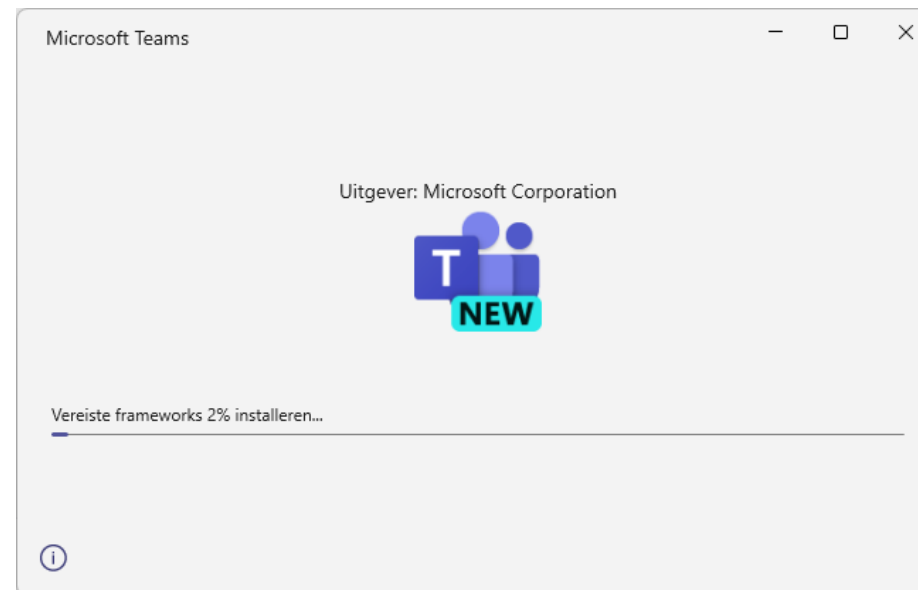 Microsoft Teams
Uitgever: Microsoft Corporation
T
NEW
Vereiste frameworks 2% installeren...
i